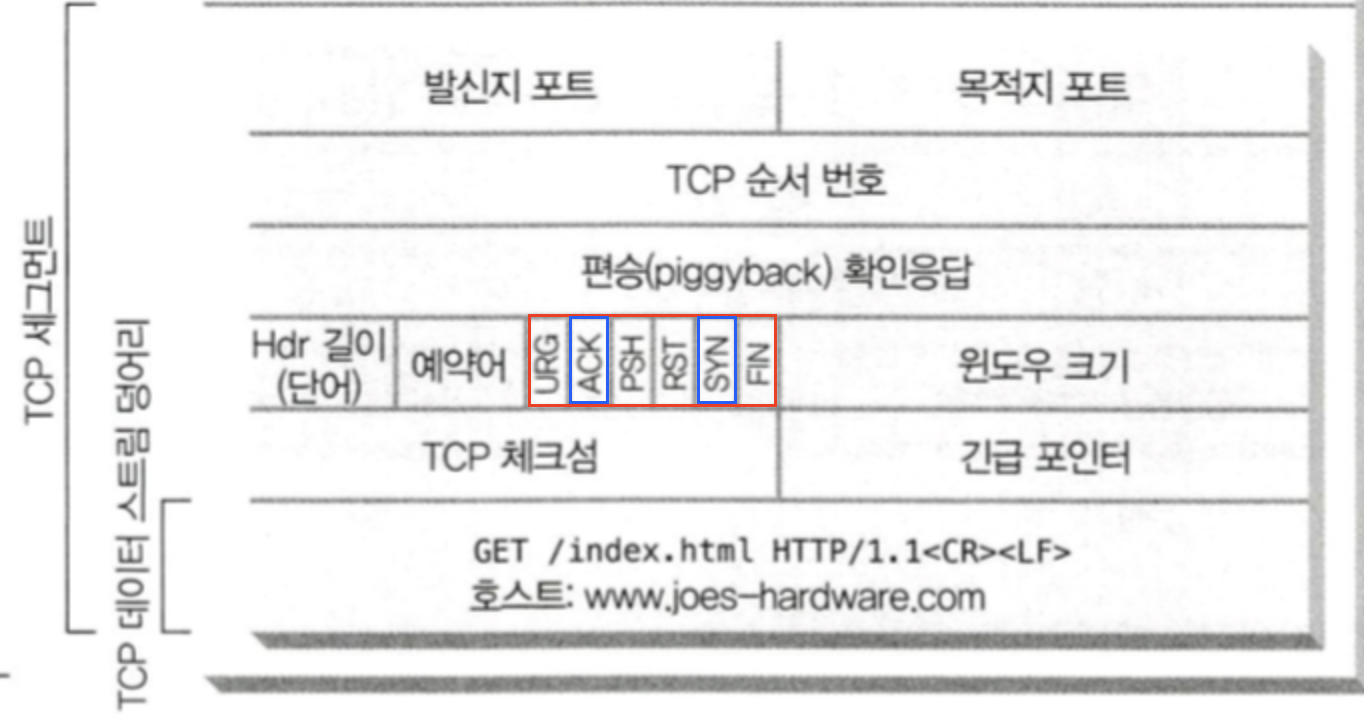 TCP 세그먼트
TCP 데이터 스트림 덩어리
발신지 포트
목적지 포트
TCP 순서 번호
편승(piggyback) 확인응답
Hdr 길이
(단어)
예약어
URG
ACK
PSH
RST
SYN
FIN
윈도우 크기
TCP 체크섬
긴급 포인터
GET /index.html HTTP/1.1<CR><LF>
호스트: www.joes-hardware.com